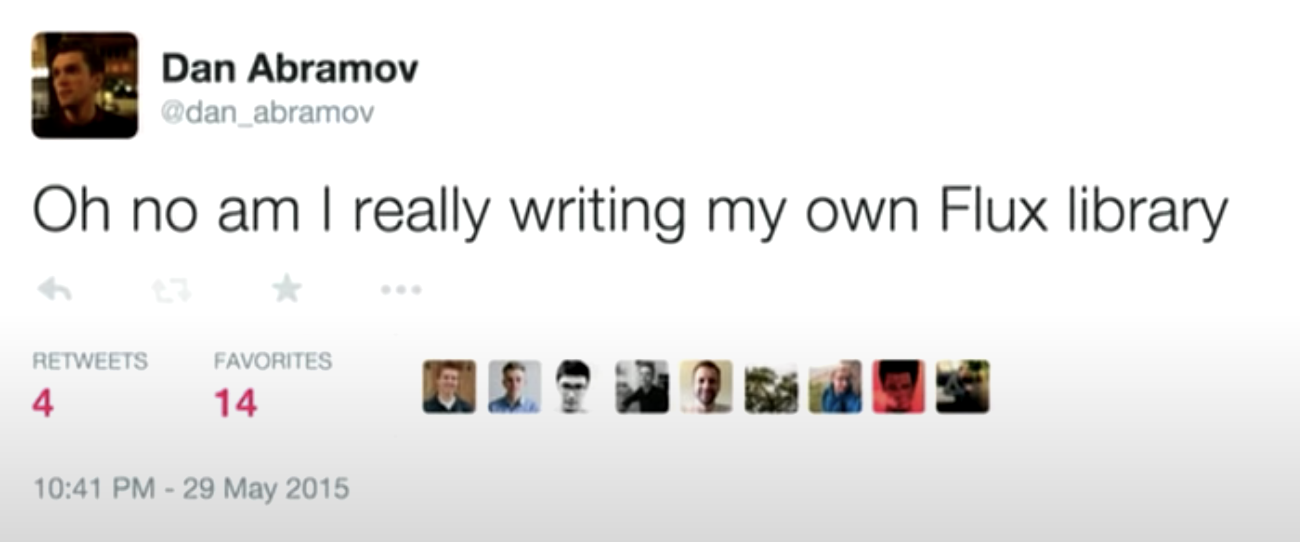 Dan Abramov
@dan_abramov
Oh no am I really writing my own Flux library
RETWEETS FAVORITES
4 14
10:41 PM - 29 May 2015